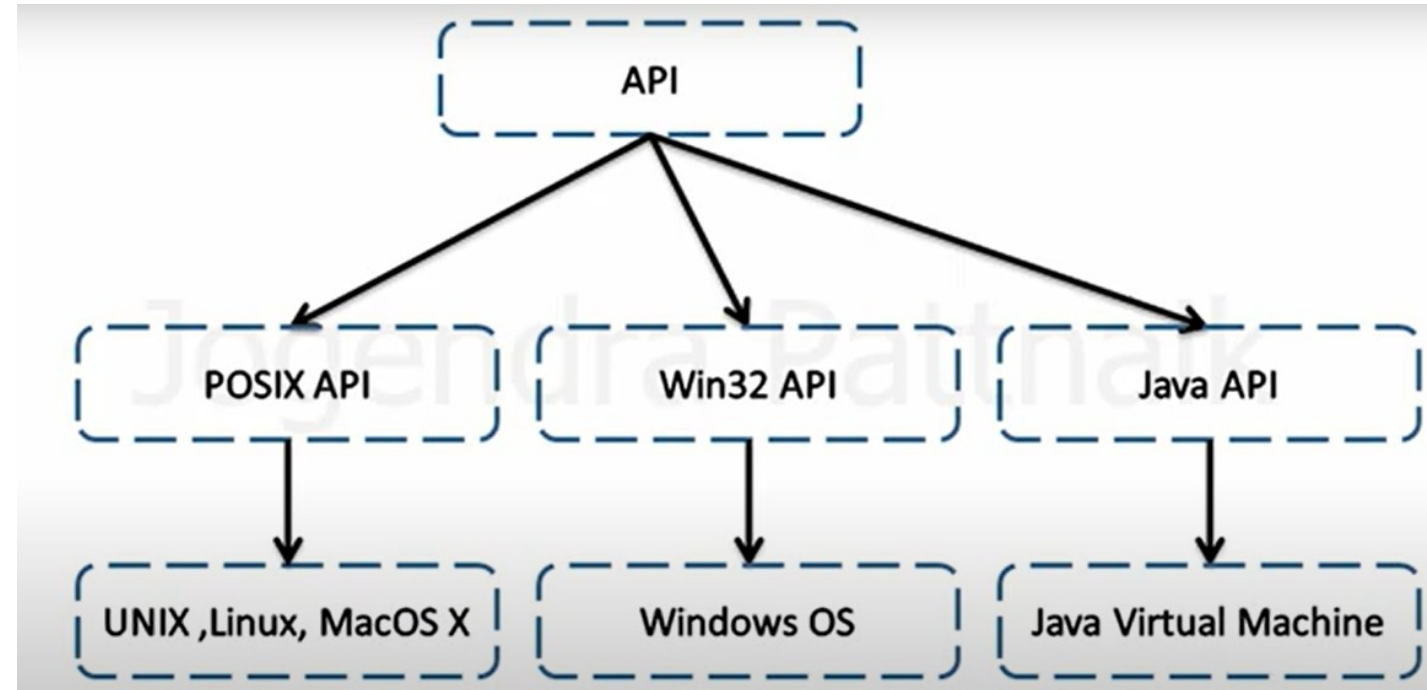 API
Jogendra Pattnaik
POSIX API
Win32 API
Java API
UNIX ,Linux, MacOS X
Windows OS
Java Virtual Machine